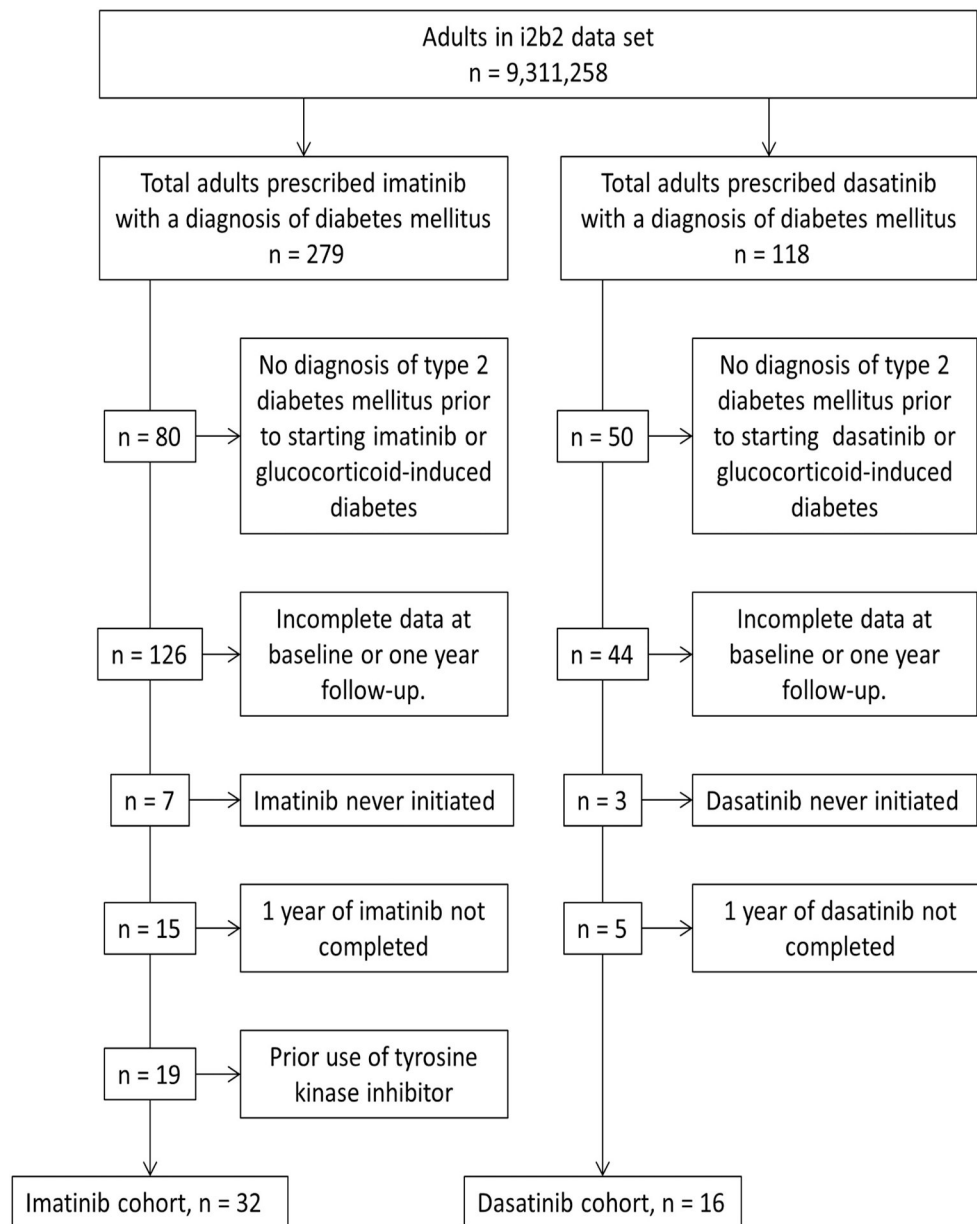 Adults in i2b2 data set
n = 9,311,258
Total adults prescribed imatinib
with a diagnosis of diabetes mellitus
n = 279
Total adults prescribed dasatinib
with a diagnosis of diabetes mellitus
n = 118
n = 80
No diagnosis of type 2
diabetes mellitus prior
to starting imatinib or
glucocorticoid-induced
diabetes
n = 50
No diagnosis of type 2
diabetes mellitus prior
to starting dasatinib or
glucocorticoid-induced
diabetes
n = 126
Incomplete data at
baseline or one year
follow-up.
n = 44
Incomplete data at
baseline or one year
follow-up.
n = 7
Imatinib never initiated
n = 3
Dasatinib never initiated
n = 15
1 year of imatinib not
completed
n = 5
1 year of dasatinib not
completed
n = 19
Prior use of tyrosine
kinase inhibitor
Imatinib cohort, n = 32
Dasatinib cohort, n = 16